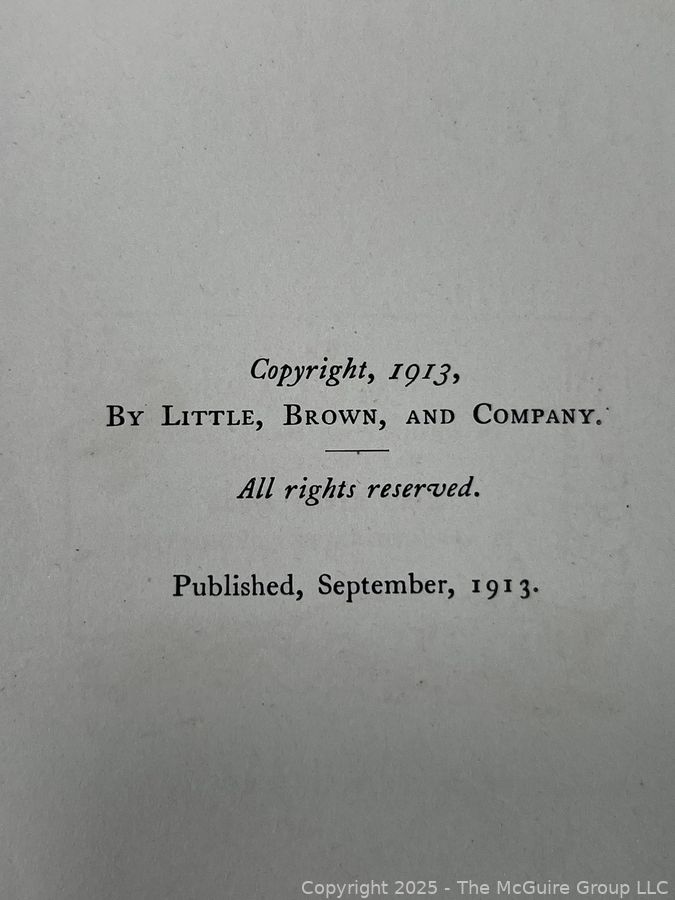 Copyright, 1913,
By Little, Brown, and Company.
All rights reserved.
Published, September, 1913.
Copyright 2025 - The McGuire Group LLC